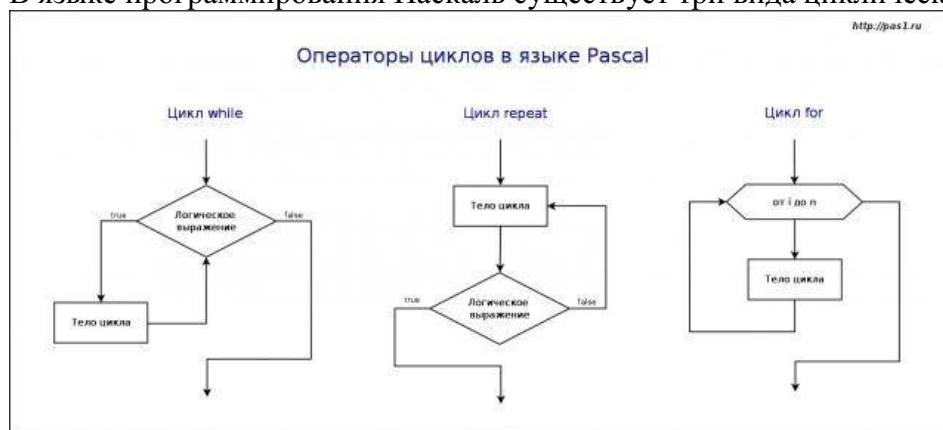 В языке программирования Паскаль существует три вида
http://pas1.ru
Операторы циклов в языке Pascal
Цикл while
Цикл repeat
Цикл for
true
Логическое
выражение
false
Тело цикла
Тело цикла
true
Логическое
выражение
false
от i до n
Тело цикла